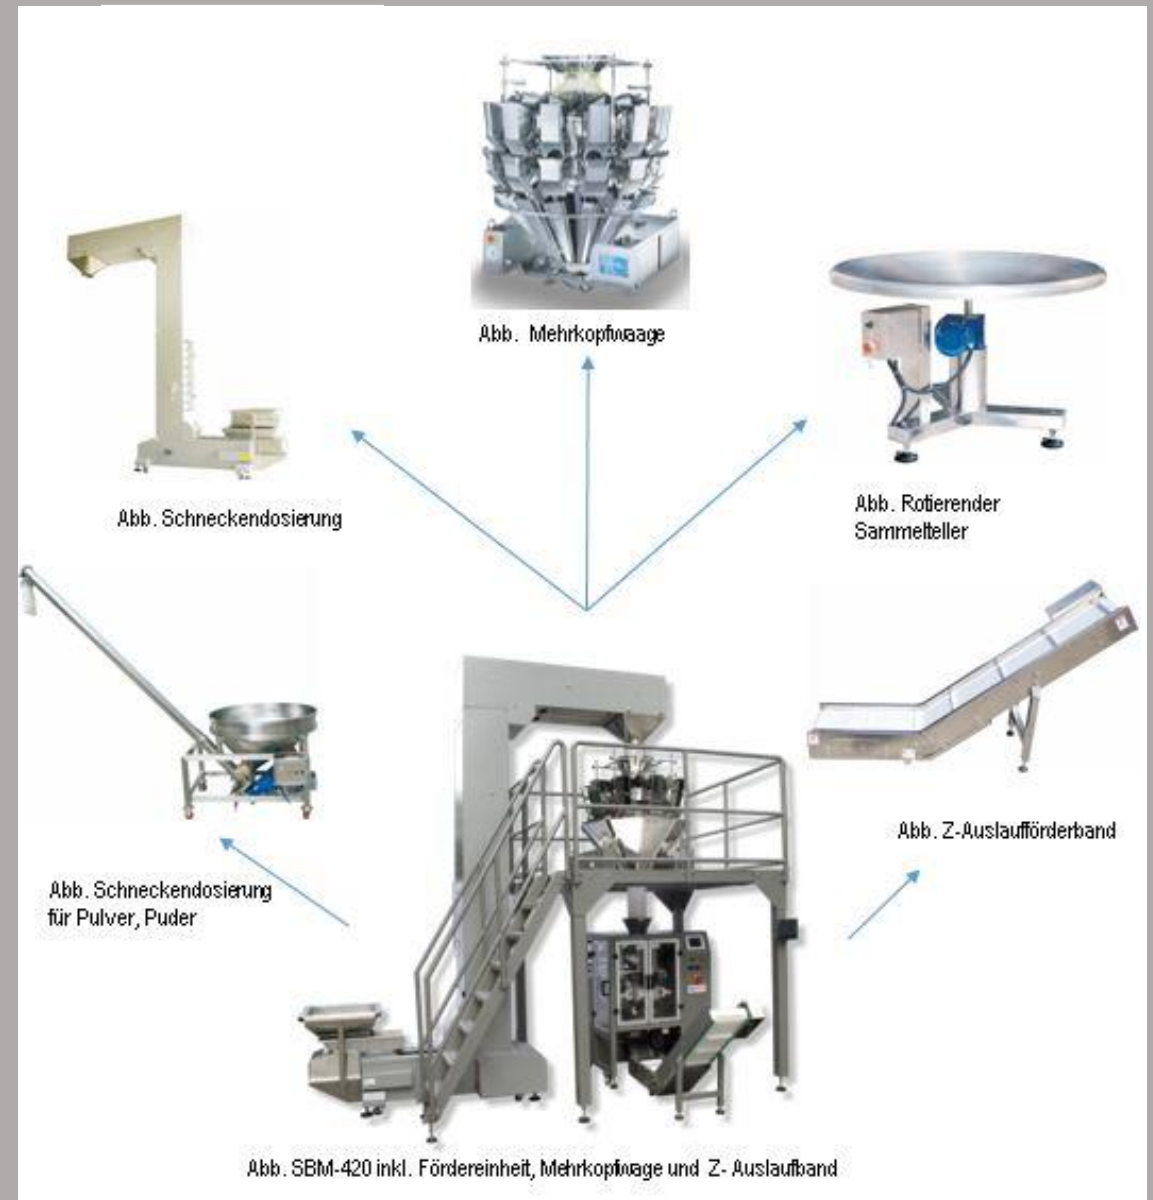 Abb. Mehrkopfwaage
Abb. Schneckendosierung
Abb. Rotierender
Sammelteller
Abb. Z-Auslaufförderband
Abb. Schneckendosierung
für Pulver, Puder
Abb. SBM-420 inkl. Fördereinheit, Mehrkopfwage und Z- Auslaufband